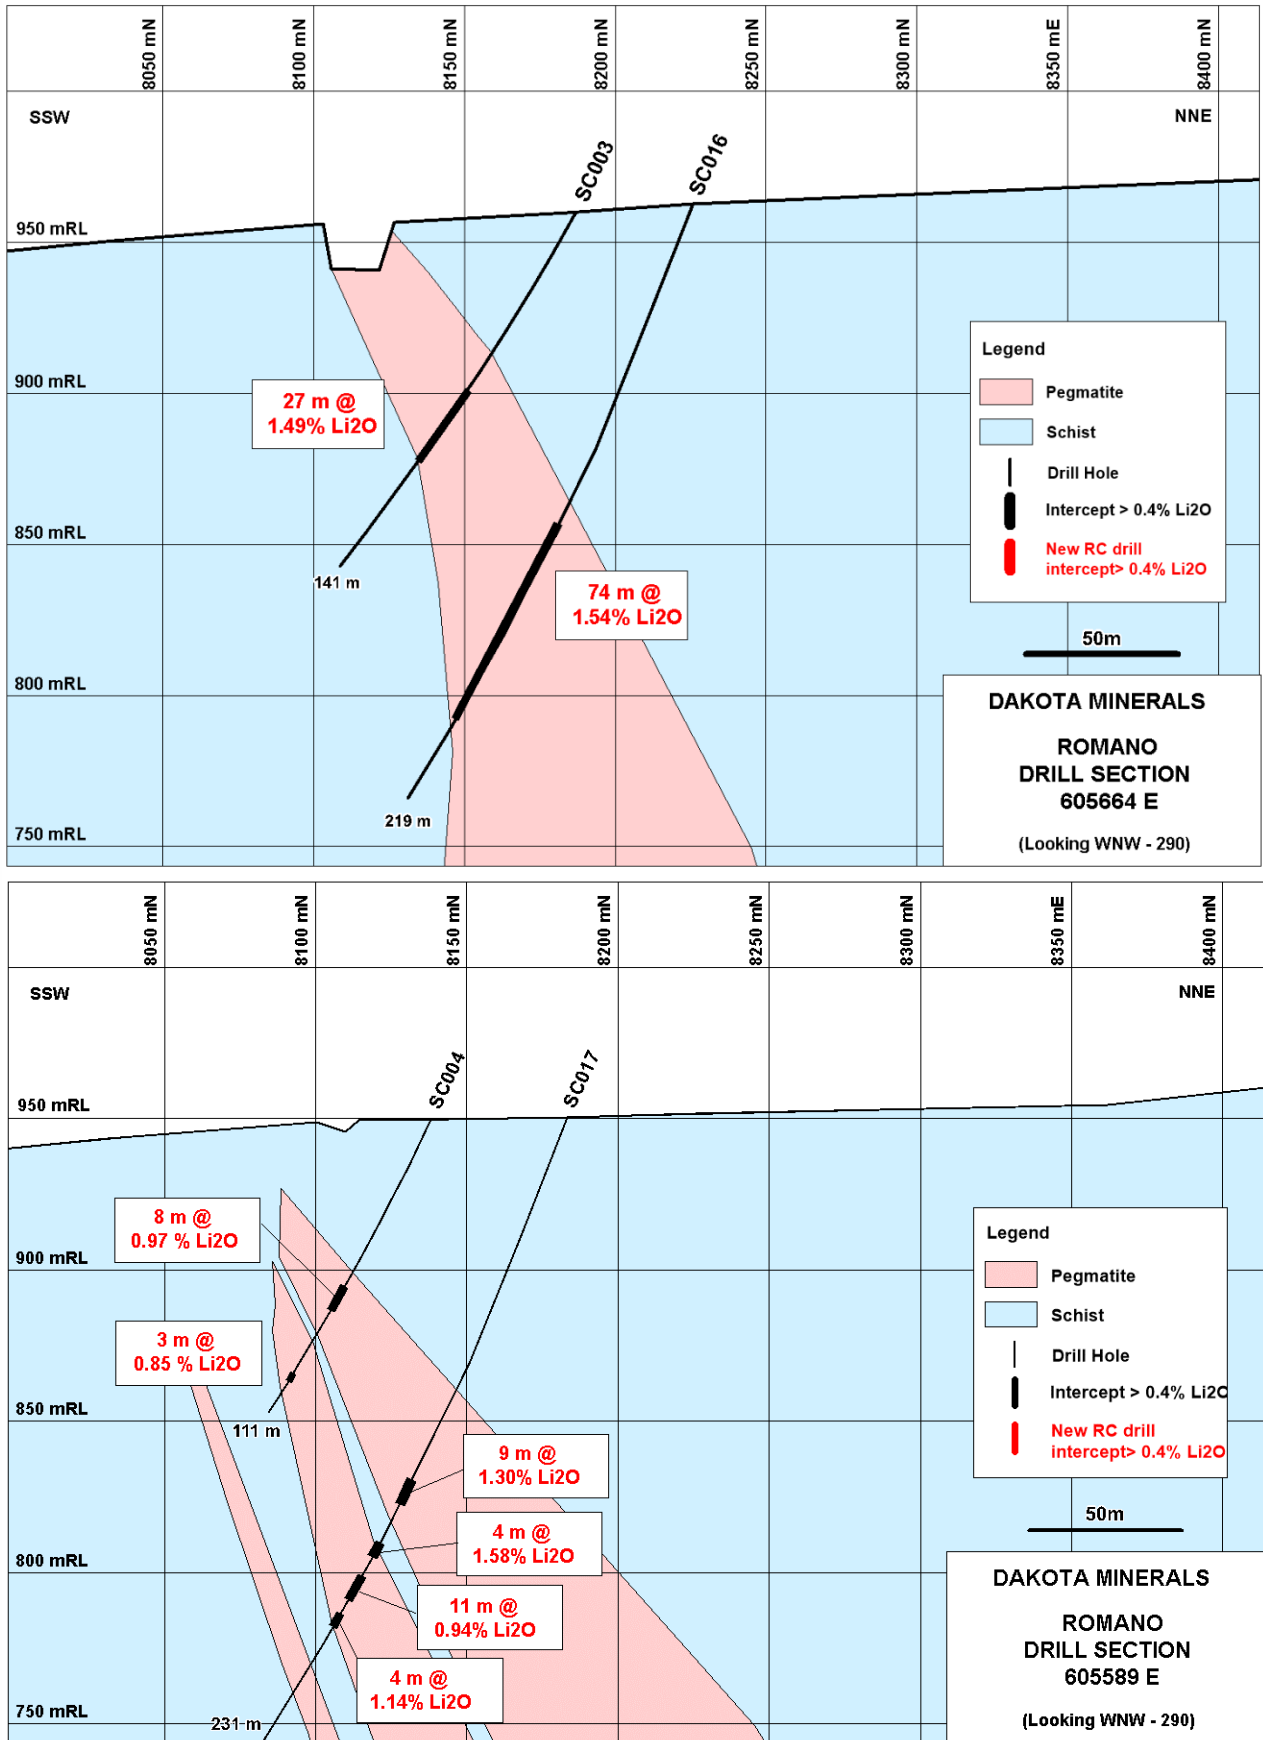 8050 mN
8100 mN
8150 mN
8200 mN
8250 mN
8300 mN
8350 mE
8400 mN
SSW
NNE
SC003
SC016
950 mRL
900 mRL
850 mRL
800 mRL
750 mRL
27 m @
1.49% Li2O
74 m @
1.54% Li2O
141 m
219 m
Legend
Pegmatite
Schist
Drill Hole
Intercept > 0.4% Li2O
New RC drill
intercept> 0.4% Li2O
50m
DAKOTA MINERALS
ROMANO
DRILL SECTION
605664 E
(Looking WNW - 290)
8050 mN
8100 mN
8150 mN
8200 mN
8250 mN
8300 mN
8350 mE
8400 mN
SSW
NNE
SC004
SC017
950 mRL
900 mRL
850 mRL
800 mRL
750 mRL
8 m @
0.97 % Li2O
3 m @
0.85 % Li2O
111 m
9 m @
1.30% Li2O
4 m @
1.58% Li2O
11 m @
0.94% Li2O
4 m @
1.14% Li2O
231 m
Legend
Pegmatite
Schist
Drill Hole
Intercept > 0.4% Li2O
New RC drill
intercept> 0.4% Li2O
50m
DAKOTA MINERALS
ROMANO
DRILL SECTION
605589 E
(Looking WNW - 290)